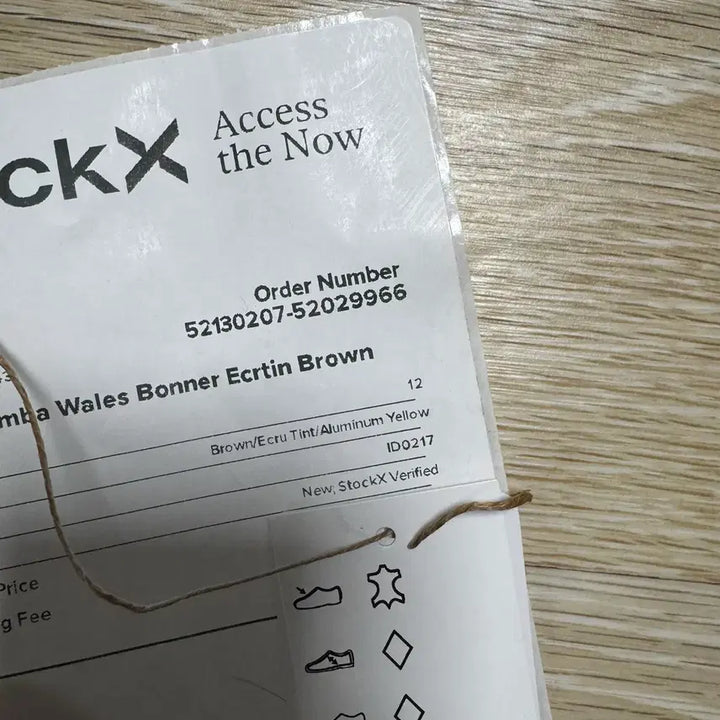 ckX Access
the Now
Order Number
52130207-52029966
mba Wales Bonner Ecrtin Brown
12
Brown/Ecru Tint/Aluminum Yellow
ID0217
New, StockX Verified
Price
g Fee